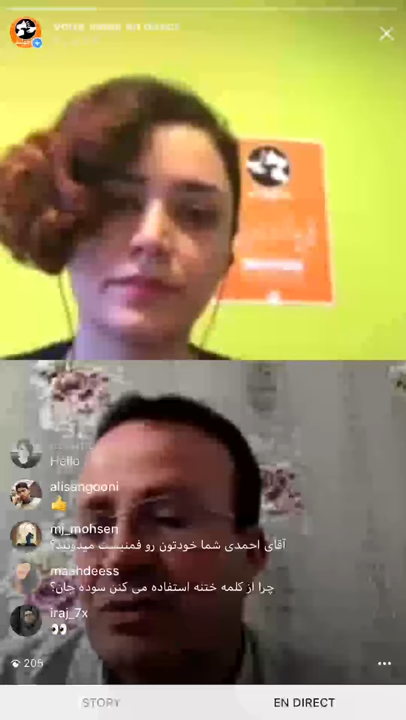 Hello
alisangooni
👍
mj_mohsen
آقای احمدی شما خودتون رو فمنیست میدونید؟
maahdeess
چرا از کلمه ختنه استفاده می کنن سوده جان؟
iraj_7x
👀
205
STORY
EN DIRECT